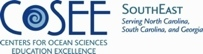 COSEE
CENTERS FOR OCEAN SCIENCES
EDUCATION EXCELLENCE
SOUTHEAST
Serving North Carolina,
South Carolina, and Georgia